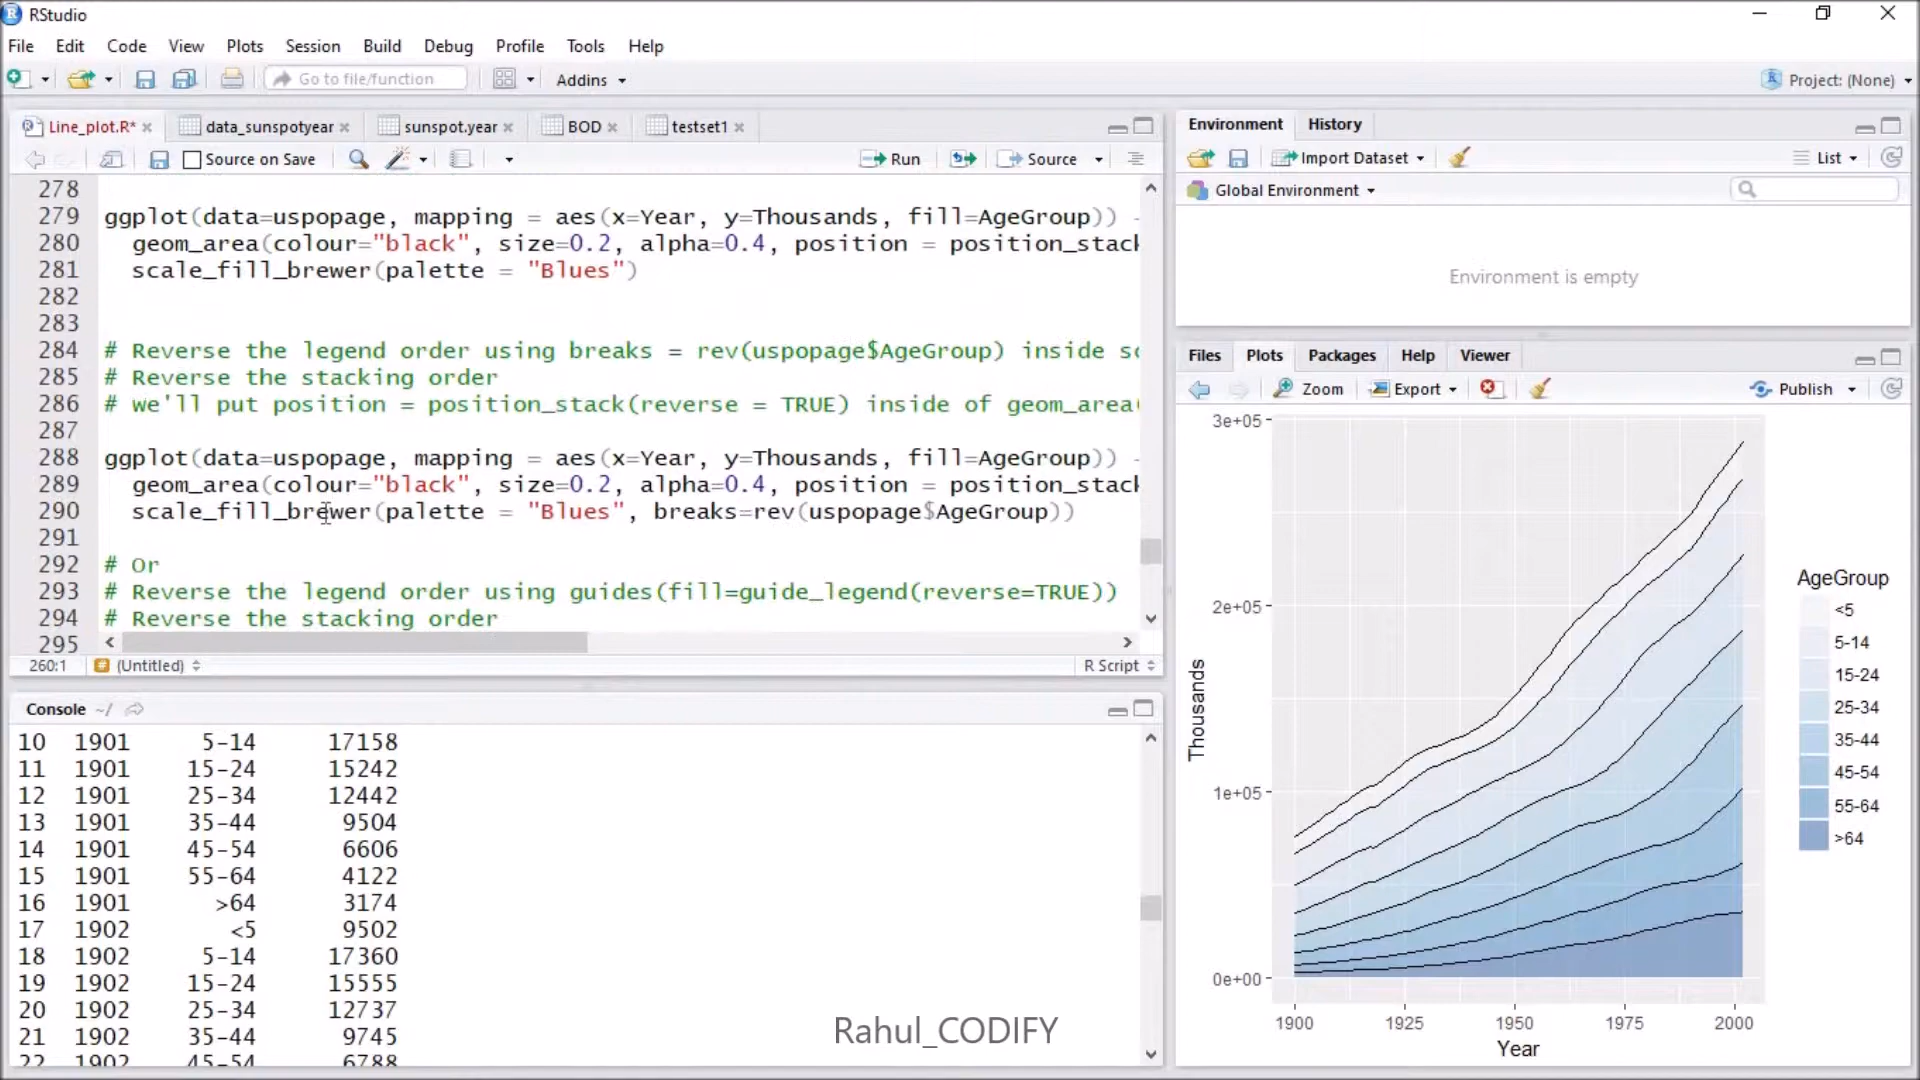 RStudio
File Edit Code View Plots Session Build Debug Profile Tools Help
Go to file/function Addins Project: (None)
Line_plot.R* data_sunspotyear sunspot.year BOD testset1
Source on Save Run Source
278
279 ggplot(data=uspopage, mapping = aes(x=Year, y=Thousands, fill=AgeGroup))
280 geom_area(colour="black", size=0.2, alpha=0.4, position = position_stack
281 scale_fill_brewer(palette = "Blues")
282
283
284 # Reverse the legend order using breaks = rev(uspopage$AgeGroup) inside sc
285 # Reverse the stacking order
286 # we'll put position = position_stack(reverse = TRUE) inside of geom_area(
287
288 ggplot(data=uspopage, mapping = aes(x=Year, y=Thousands, fill=AgeGroup))
289 geom_area(colour="black", size=0.2, alpha=0.4, position = position_stack
290 scale_fill_brewer(palette = "Blues", breaks=rev(uspopage$AgeGroup))
291
292 # Or
293 # Reverse the legend order using guides(fill=guide_legend(reverse=TRUE))
294 # Reverse the stacking order
295
260:1 (Untitled) R Script
Console ~/
10 1901 5-14 17158
11 1901 15-24 15242
12 1901 25-34 12442
13 1901 35-44 9504
14 1901 45-54 6606
15 1901 55-64 4122
16 1901 >64 3174
17 1902 <5 9502
18 1902 5-14 17360
19 1902 15-24 15555
20 1902 25-34 12737
21 1902 35-44 9745
22 1902 45-54 6788
Environment History
Import Dataset List
Global Environment
Environment is empty
Files Plots Packages Help Viewer
Zoom Export Publish
3e+05
2e+05
1e+05
0e+00
Thousands
1900 1925 1950 1975 2000
Year
AgeGroup
<5
5-14
15-24
25-34
35-44
45-54
55-64
>64
Rahul_CODIFY